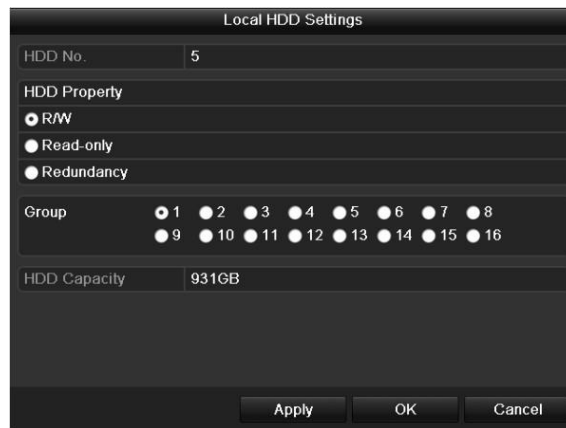 Local HDD Settings
HDD No. 5
HDD Property
R/W
Read-only
Redundancy
Group 1 2 3 4 5 6 7 8
9 10 11 12 13 14 15 16
HDD Capacity 931GB
Apply OK Cancel